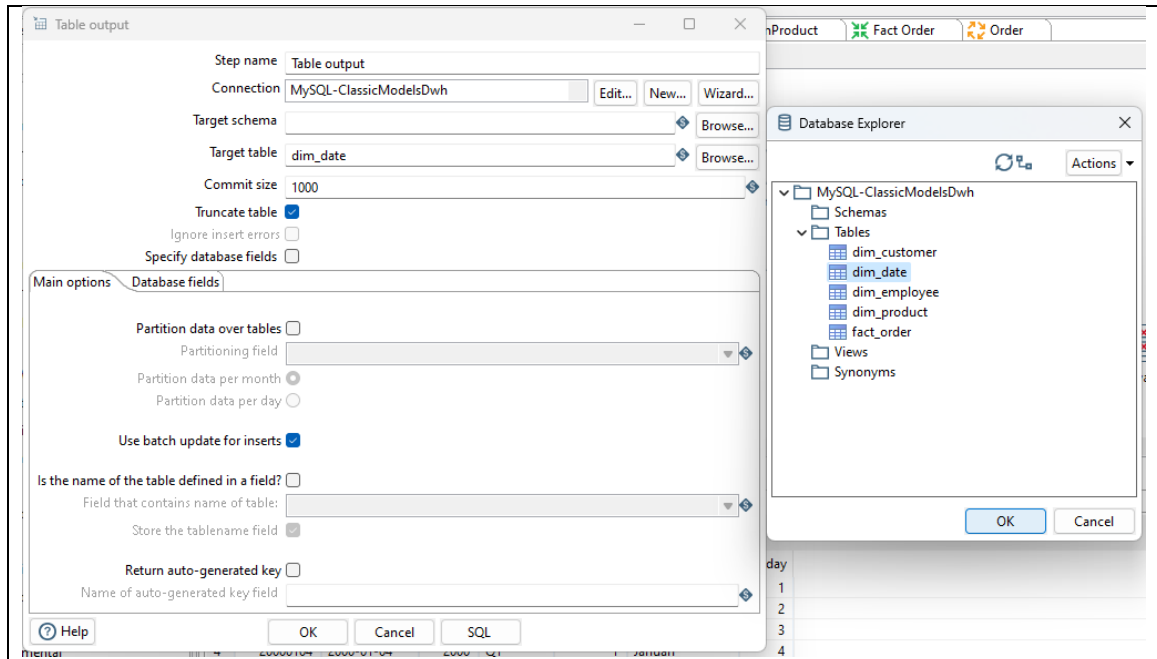 Table output
Step name Table output
Connection MySQL-ClassicModelsDwh Edit... New... Wizard...
Target schema Browse...
Target table dim_date Browse...
Commit size 1000
Truncate table
Ignore insert errors
Specify database fields
Main options Database fields
Partition data over tables
Partitioning field
Partition data per month
Partition data per day
Use batch update for inserts
Is the name of the table defined in a field?
Field that contains name of table:
Store the tablename field
Return auto-generated key
Name of auto-generated key field
Help OK Cancel SQL
Fact Order Order
Database Explorer
Actions
MySQL-ClassicModelsDwh
Schemas
Tables
dim_customer
dim_date
dim_employee
dim_product
fact_order
Views
Synonyms
OK Cancel
day
1
2
3
4